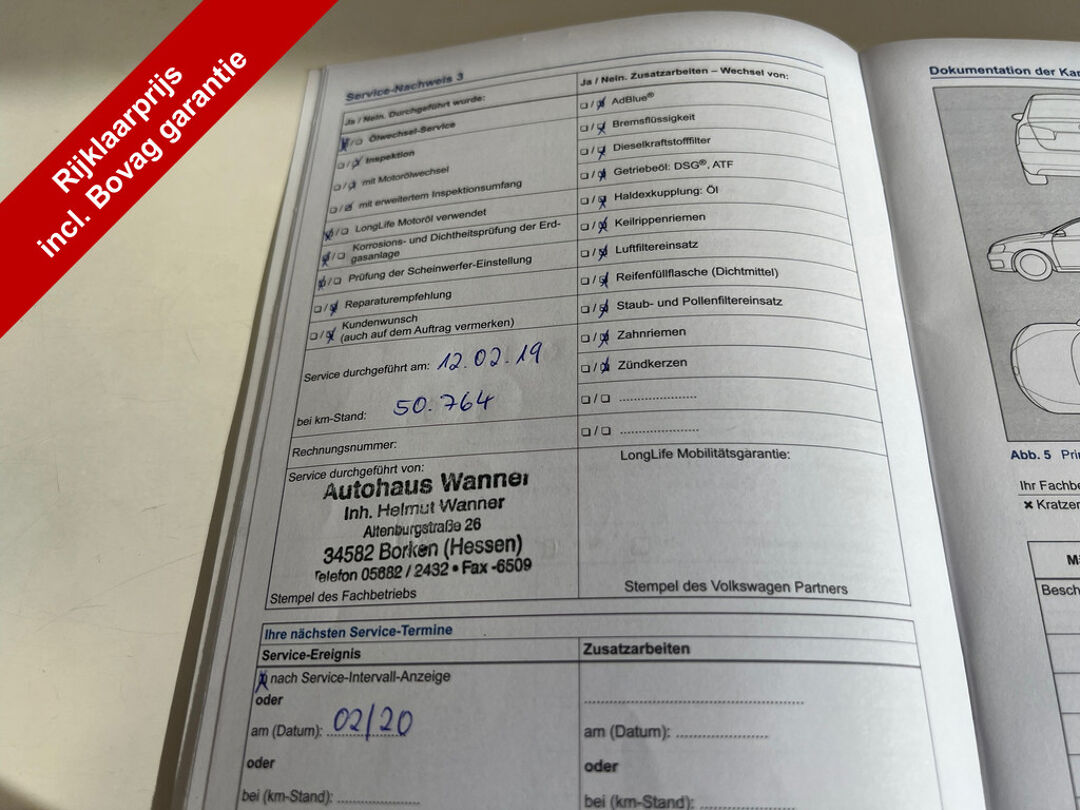 Rijklaarprijs
incl. Bovag garantie
Service-Nachweis 3
Ja / Nein. Durchgeführt wurde:
Ölwechsel-Service
Inspektion
mit Motorölwechsel
mit erweitertem Inspektionsumfang
LongLife Motoröl verwendet
Korrosions- und Dichtheitsprüfung der Erd-
gasanlage
Prüfung der Scheinwerfer-Einstellung
Reparaturempfehlung
Kundenwunsch
(auch auf dem Auftrag vermerken)
Service durchgeführt am: 12.02.19
bei km-Stand: 50.764
Rechnungsnummer:
Service durchgeführt von:
Autohaus Wanner
Inh. Helmut Wanner
Altenburgstraße 26
34582 Borken (Hessen)
Telefon 05682 / 2432 • Fax -6509
Stempel des Fachbetriebs
Ja / Nein. Zusatzarbeiten – Wechsel von:
AdBlue®
Bremsflüssigkeit
Dieselkraftstofffilter
Getriebeöl: DSG®, ATF
Haldexkupplung: Öl
Keilrippenriemen
Luftfiltereinsatz
Reifenfüllflasche (Dichtmittel)
Staub- und Pollenfiltereinsatz
Zahnriemen
Zündkerzen
LongLife Mobilitätsgarantie:
Stempel des Volkswagen Partners
Ihre nächsten Service-Termine
Service-Ereignis
nach Service-Intervall-Anzeige
oder
am (Datum): 02/20
oder
bei (km-Stand):
Zusatzarbeiten
am (Datum):
oder
bei (km-Stand):
Dokumentation der
Abb. 5
Ihr
Kratzer